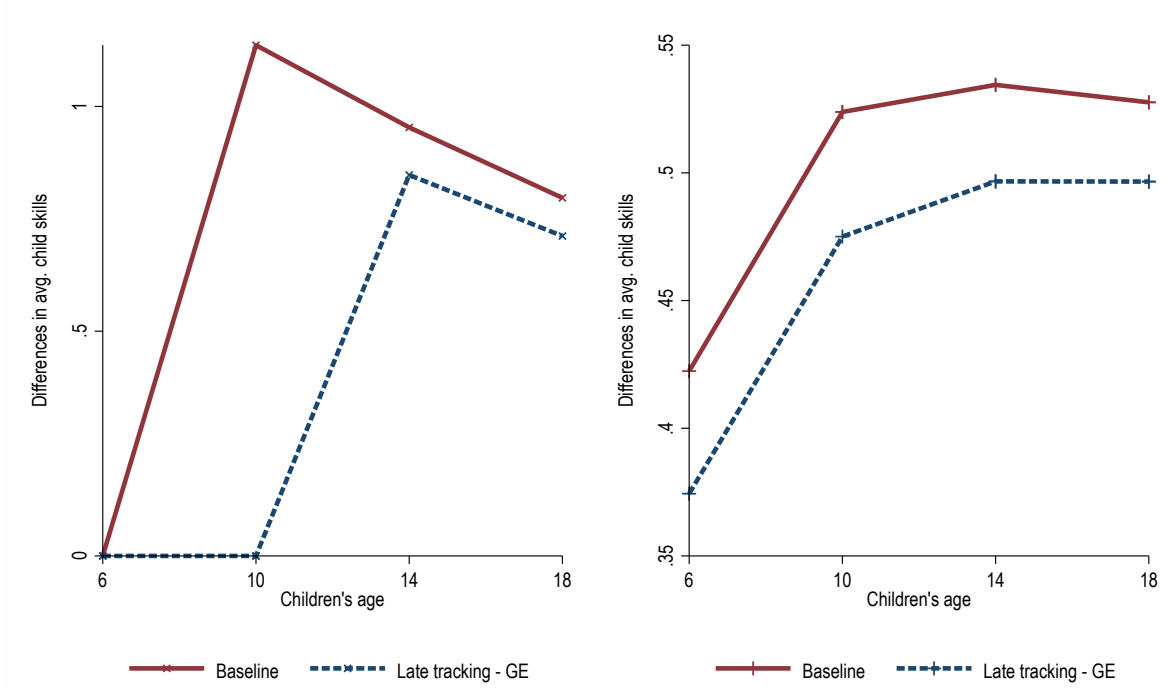 Differences in avg. child skills
1
.5
0
6 10 14 18
Children's age
Baseline Late tracking - GE
Differences in avg. child skills
.55
.5
.45
.4
.35
6 10 14 18
Children's age
Baseline Late tracking - GE